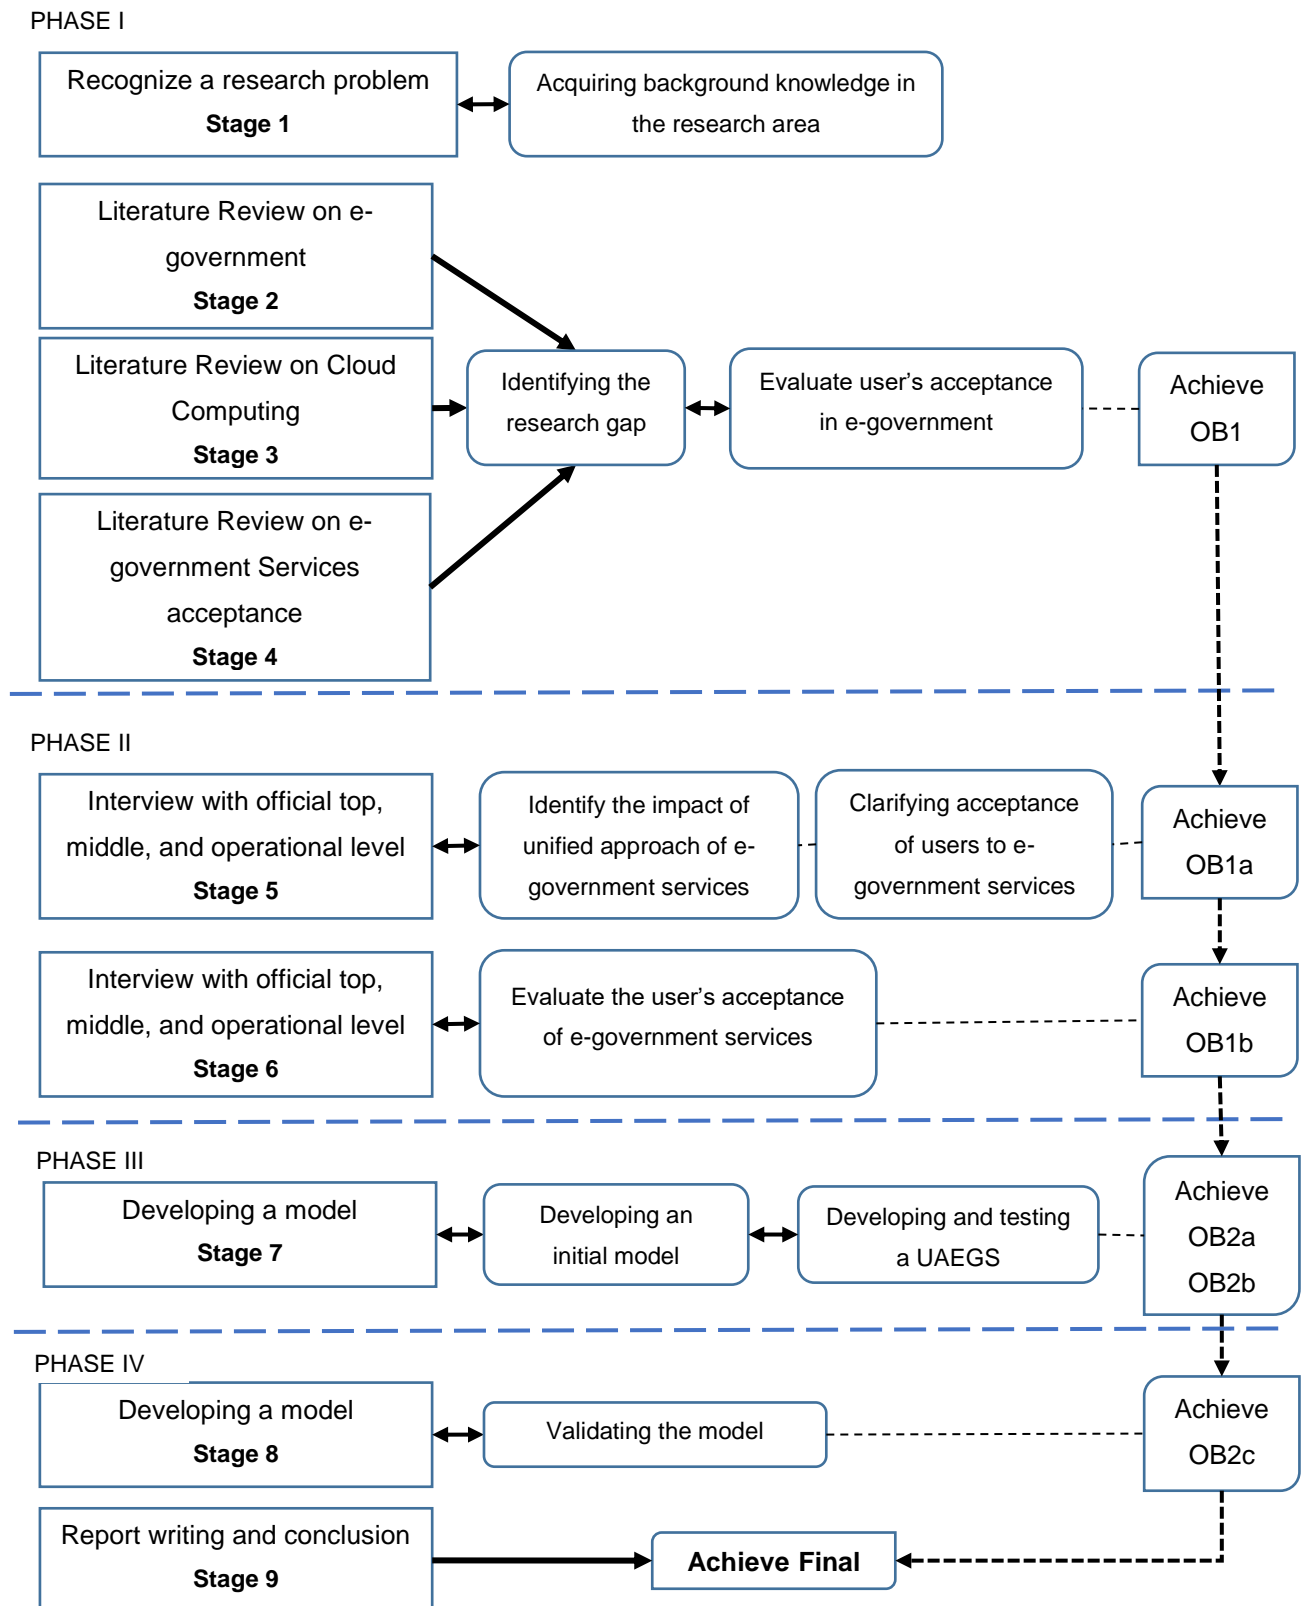 PHASE I
Recognize a research problem
Stage 1
Acquiring background knowledge in
the research area
Literature Review on e-
government
Stage 2
Literature Review on Cloud
Computing
Stage 3
Literature Review on e-
government Services
acceptance
Stage 4
Identifying the
research gap
Evaluate user’s acceptance
in e-government
Achieve
OB1
PHASE II
Interview with official top,
middle, and operational level
Stage 5
Identify the impact of
unified approach of e-
government services
Clarifying acceptance
of users to e-
government services
Achieve
OB1a
Interview with official top,
middle, and operational level
Stage 6
Evaluate the user’s acceptance
of e-government services
Achieve
OB1b
PHASE III
Developing a model
Stage 7
Developing an
initial model
Developing and testing
a UAEGS
Achieve
OB2a
OB2b
PHASE IV
Developing a model
Stage 8
Validating the model
Achieve
OB2c
Report writing and conclusion
Stage 9
Achieve Final